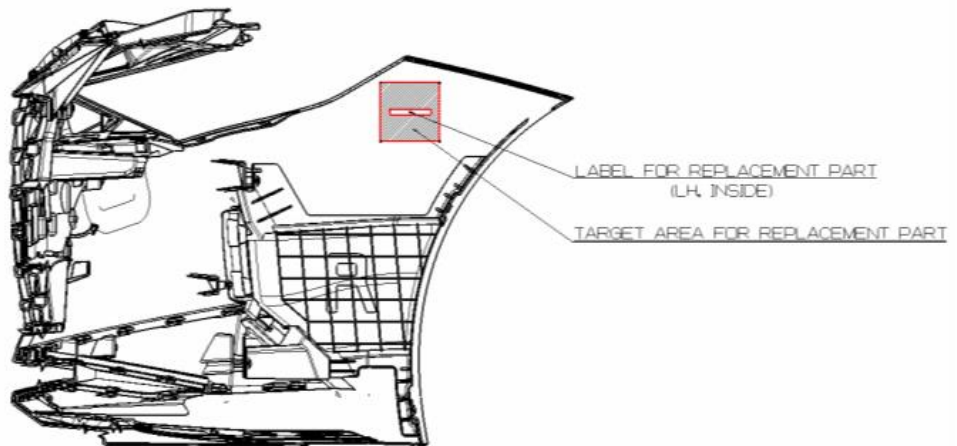 LABEL FOR REPLACEMENT PART
(LH, INSIDE)
TARGET AREA FOR REPLACEMENT PART